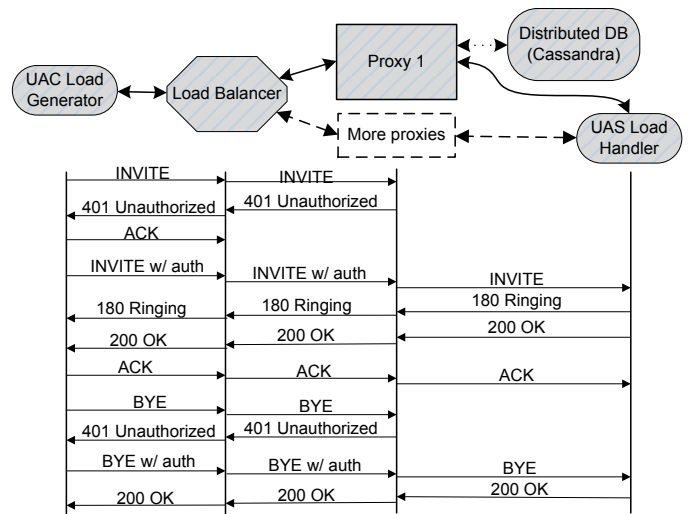 Distributed DB
(Cassandra)
Proxy 1
UAC Load
Generator
Load Balancer
More proxies
UAS Load
Handler
INVITE
INVITE
401 Unauthorized
401 Unauthorized
ACK
INVITE w/ auth
INVITE w/ auth
INVITE
180 Ringing
180 Ringing
180 Ringing
200 OK
200 OK
200 OK
ACK
ACK
ACK
BYE
BYE
401 Unauthorized
401 Unauthorized
BYE w/ auth
BYE w/ auth
BYE
200 OK
200 OK
200 OK